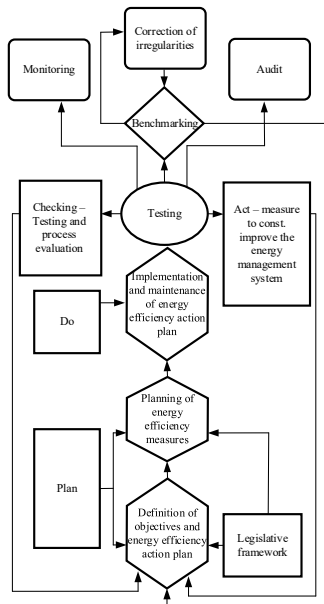 Correction of
irregularities
Monitoring
Audit
Benchmarking
Checking –
Testing and
process
evaluation
Testing
Act – measure
to const.
improve the
energy
management
system
Implementation
and maintenance
of energy
efficiency action
plan
Do
Planning of
energy
efficiency
measures
Plan
Definition of
objectives and
energy efficiency
action plan
Legislative
framework